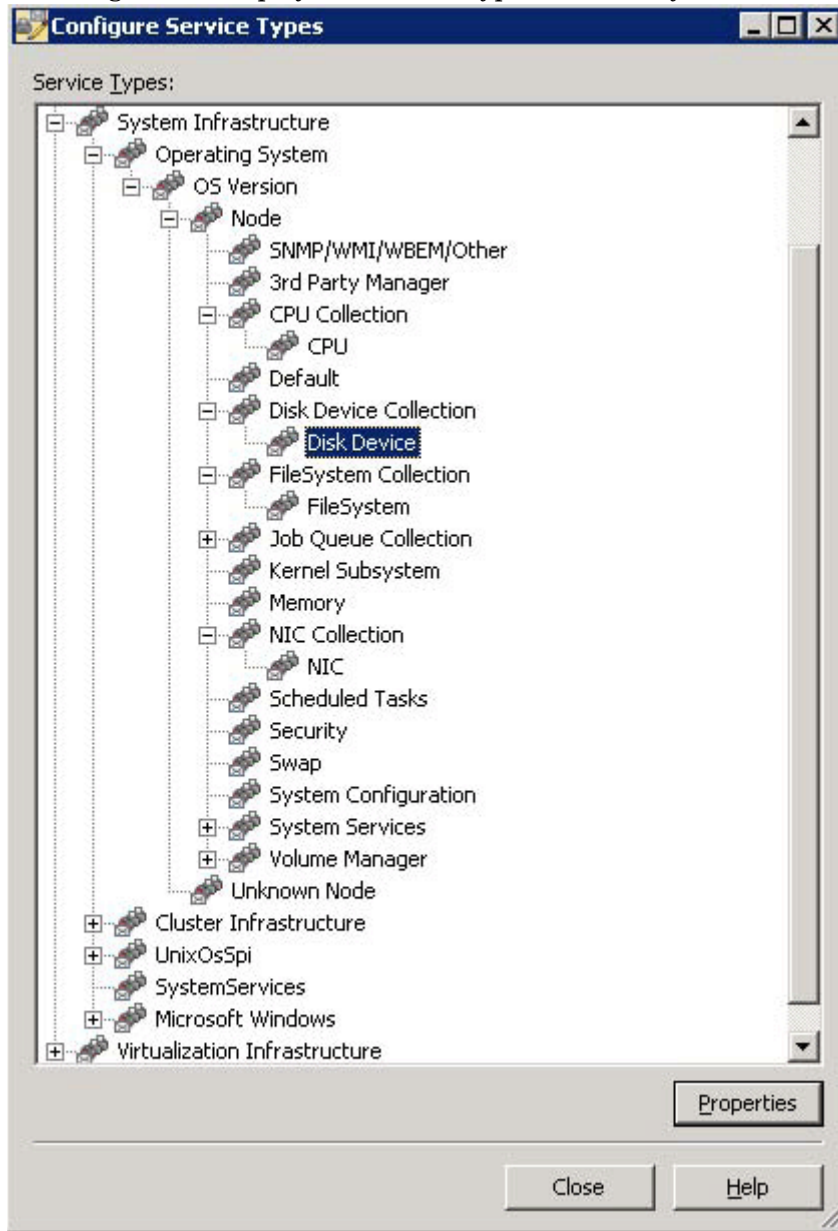 Configure Service Types
Service Types:
System Infrastructure
Operating System
OS Version
Node
SNMP/WMI/WBEM/Other
3rd Party Manager
CPU Collection
CPU
Default
Disk Device Collection
Disk Device
FileSystem Collection
FileSystem
Job Queue Collection
Kernel Subsystem
Memory
NIC Collection
NIC
Scheduled Tasks
Security
Swap
System Configuration
System Services
Volume Manager
Unknown Node
Cluster Infrastructure
UnixOsSpi
SystemServices
Microsoft Windows
Virtualization Infrastructure
Properties
Close Help